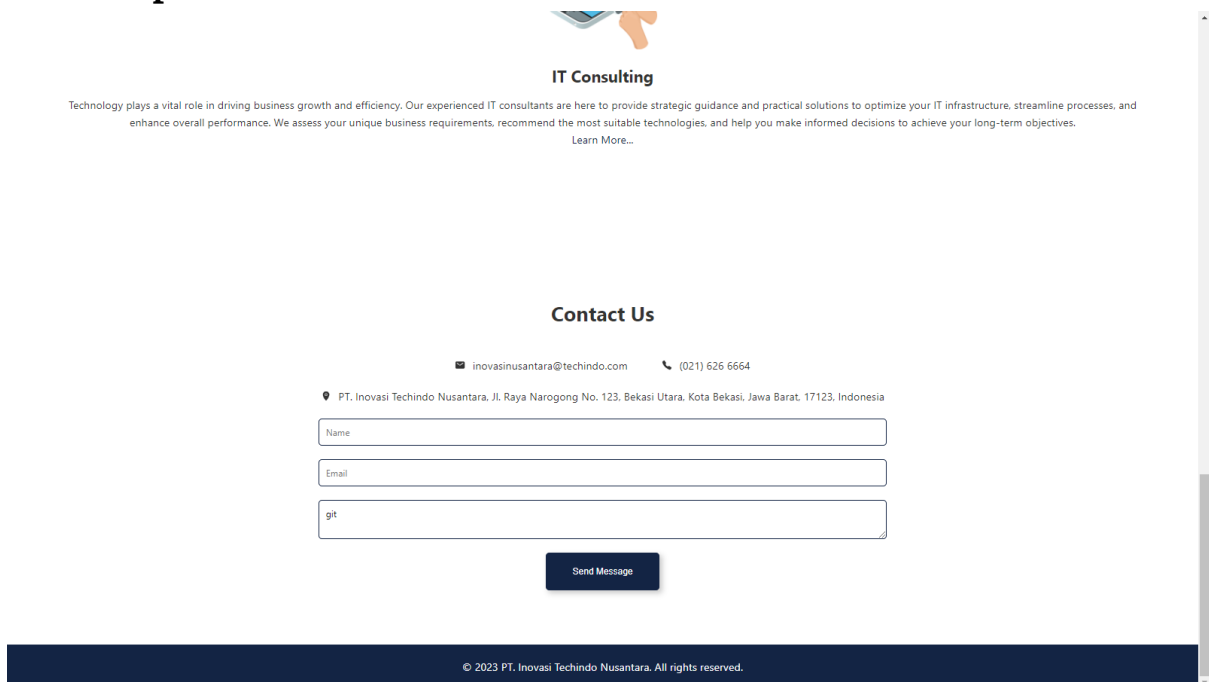 IT Consulting
Technology plays a vital role in driving business growth and efficiency. Our experienced IT consultants are here to provide strategic guidance and practical solutions to optimize your IT infrastructure, streamline processes, and
enhance overall performance. We assess your unique business requirements, recommend the most suitable technologies, and help you make informed decisions to achieve your long-term objectives.
Learn More...
Contact Us
inovasinusantara@techindo.com (021) 626 6664
PT. Inovasi Techindo Nusantara, Jl. Raya Narogong No. 123, Bekasi Utara, Kota Bekasi, Jawa Barat, 17123, Indonesia
Name
Email
git
Send Message
© 2023 PT. Inovasi Techindo Nusantara. All rights reserved.